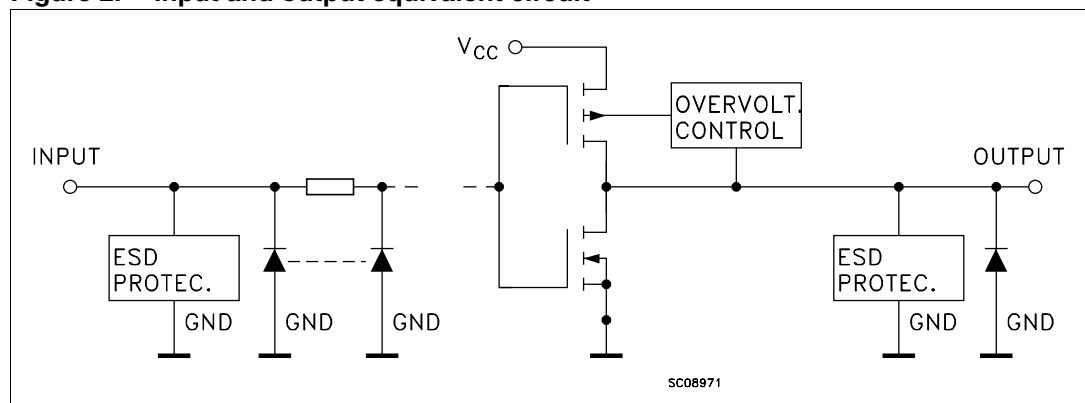 Figure 2. Input and output equivalent circuit
VCC
OVERVOLT.
CONTROL
INPUT
OUTPUT
ESD
PROTEC.
GND
GND
GND
ESD
PROTEC.
GND
GND
SC08971